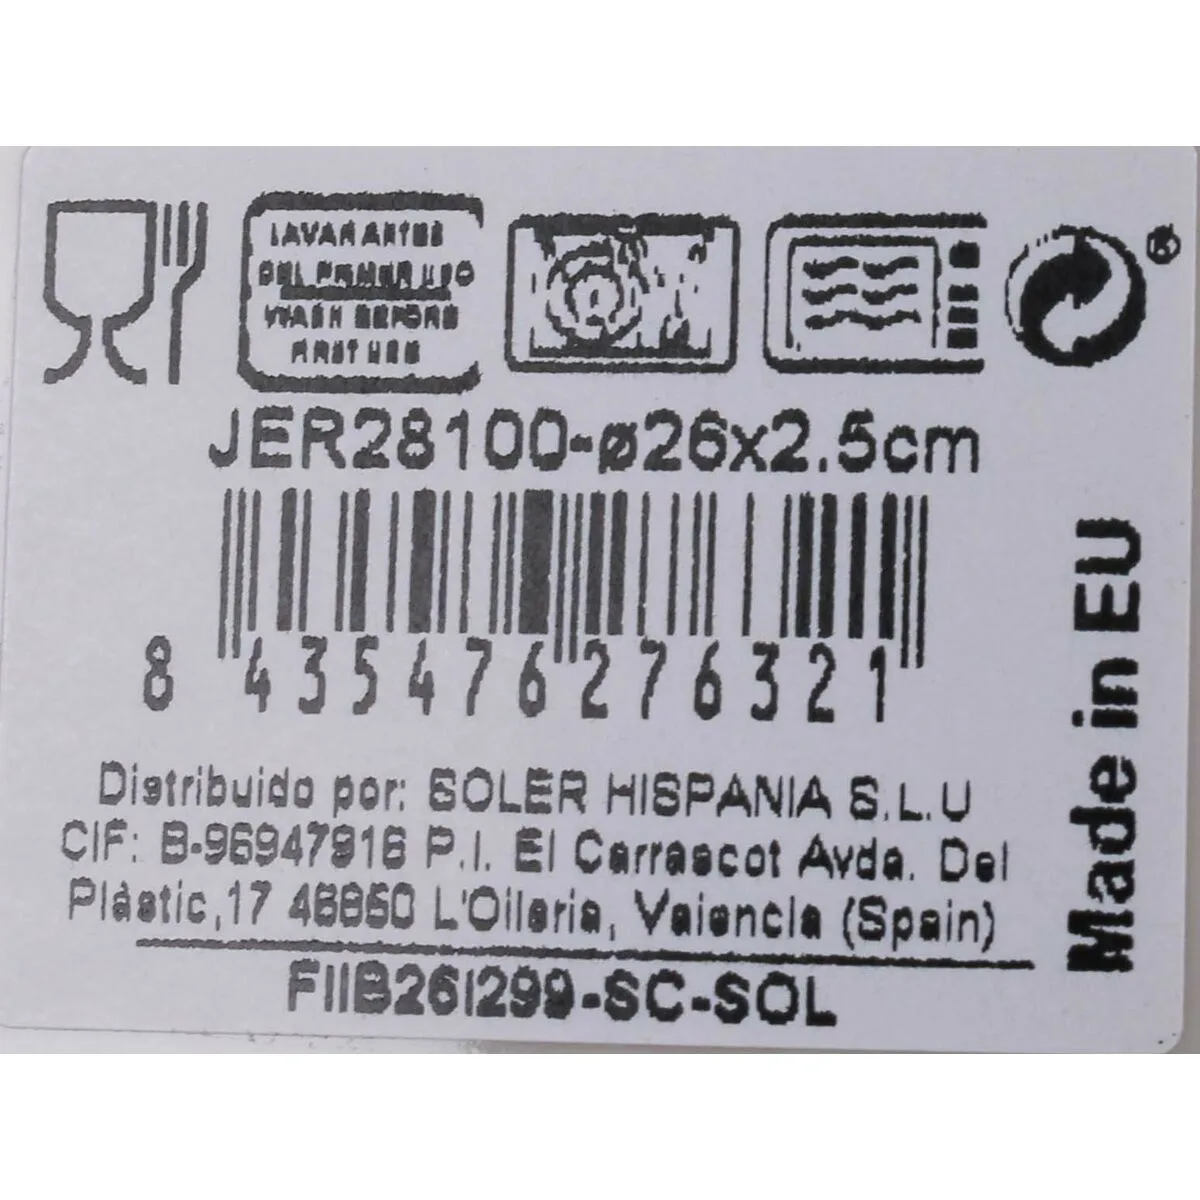 LAVAR ANTES
DEL PRIMER USO
WASH BEFORE
FIRST USE
®
JER28100-ø26x2.5cm
8 435476 276321
Made in EU
Distribuido por: SOLER HISPANIA S.L.U
CIF: B-96947916 P.I. El Carrascot Avda. Del
Plàstic,17 46850 L'Olleria, Valencia (Spain)
FIIB261299-SC-SOL